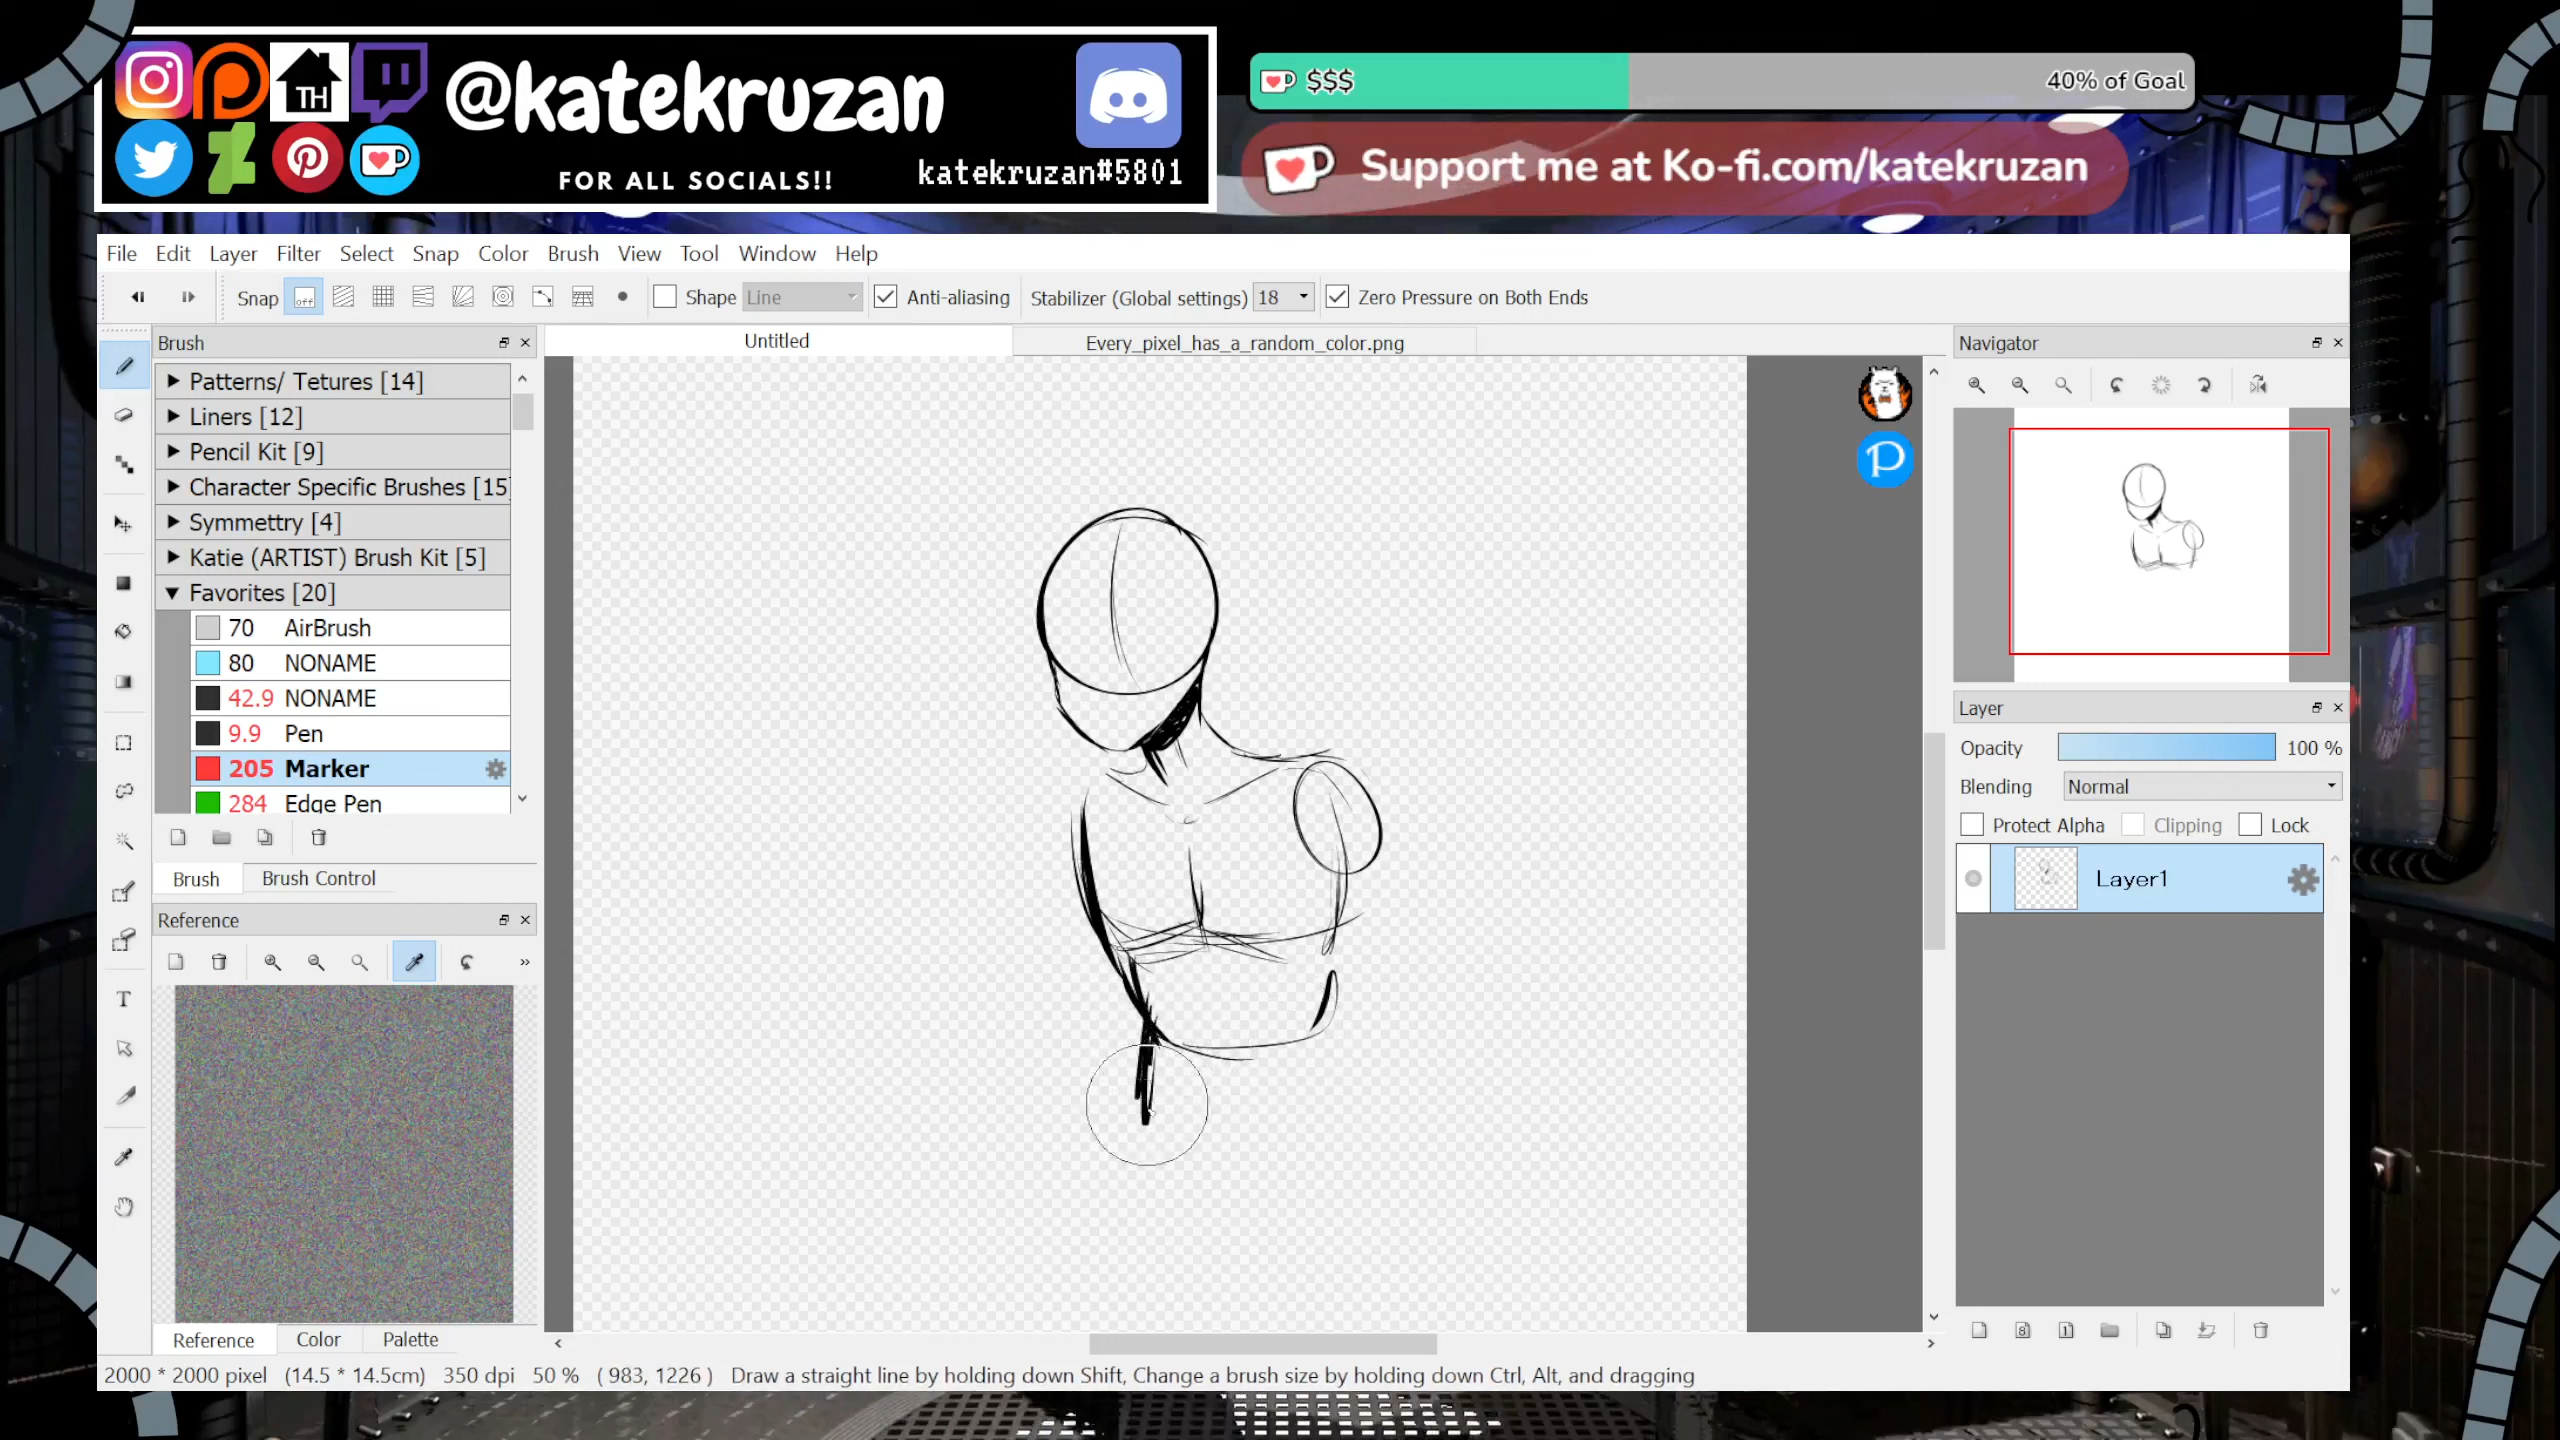 @katekruzan
FOR ALL SOCIALS!!
katekruzan#5801
TH
$$$
40% of Goal
Support me at Ko-fi.com/katekruzan
File Edit Layer Filter Select Snap Color Brush View Tool Window Help
Snap off Shape Line Anti-aliasing Stabilizer (Global settings) 18 Zero Pressure on Both Ends
Brush
Patterns/ Tetures [14]
Liners [12]
Pencil Kit [9]
Character Specific Brushes [15]
Symmettry [4]
Katie (ARTIST) Brush Kit [5]
Favorites [20]
70 AirBrush
80 NONAME
42.9 NONAME
9.9 Pen
205 Marker
284 Edge Pen
Brush Brush Control
Reference
T
Reference Color Palette
Untitled
Every_pixel_has_a_random_color.png
P
Navigator
Layer
Opacity 100 %
Blending Normal
Protect Alpha Clipping Lock
Layer1
8 1
2000 * 2000 pixel (14.5 * 14.5cm) 350 dpi 50 % ( 983, 1226 ) Draw a straight line by holding down Shift, Change a brush size by holding down Ctrl, Alt, and dragging